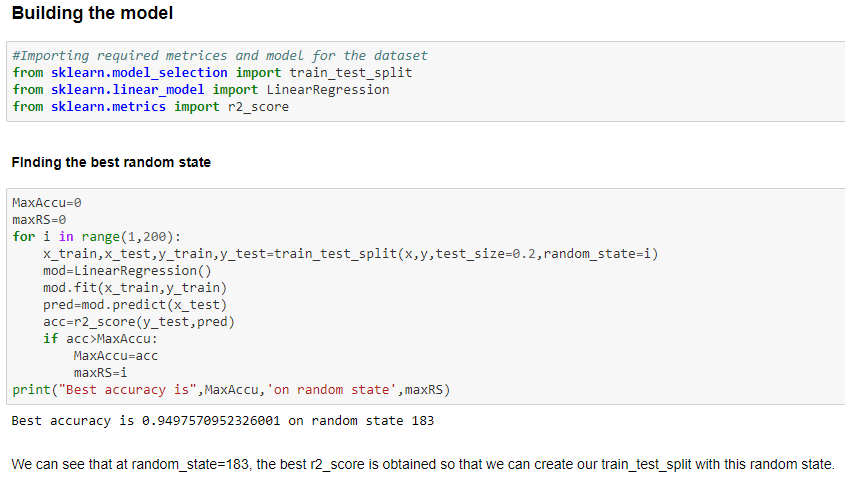 Building the model
#Importing required metrices and model for the dataset
from sklearn.model_selection import train_test_split
from sklearn.linear_model import LinearRegression
from sklearn.metrics import r2_score
FInding the best random state
MaxAccu=0
maxRS=0
for i in range(1,200):
    x_train,x_test,y_train,y_test=train_test_split(x,y,test_size=0.2,random_state=i)
    mod=LinearRegression()
    mod.fit(x_train,y_train)
    pred=mod.predict(x_test)
    acc=r2_score(y_test,pred)
    if acc>MaxAccu:
        MaxAccu=acc
        maxRS=i
print("Best accuracy is",MaxAccu,'on random state',maxRS)
Best accuracy is 0.9497570952326001 on random state 183
We can see that at random_state=183, the best r2_score is obtained so that we can create our train_test_split with this random state.